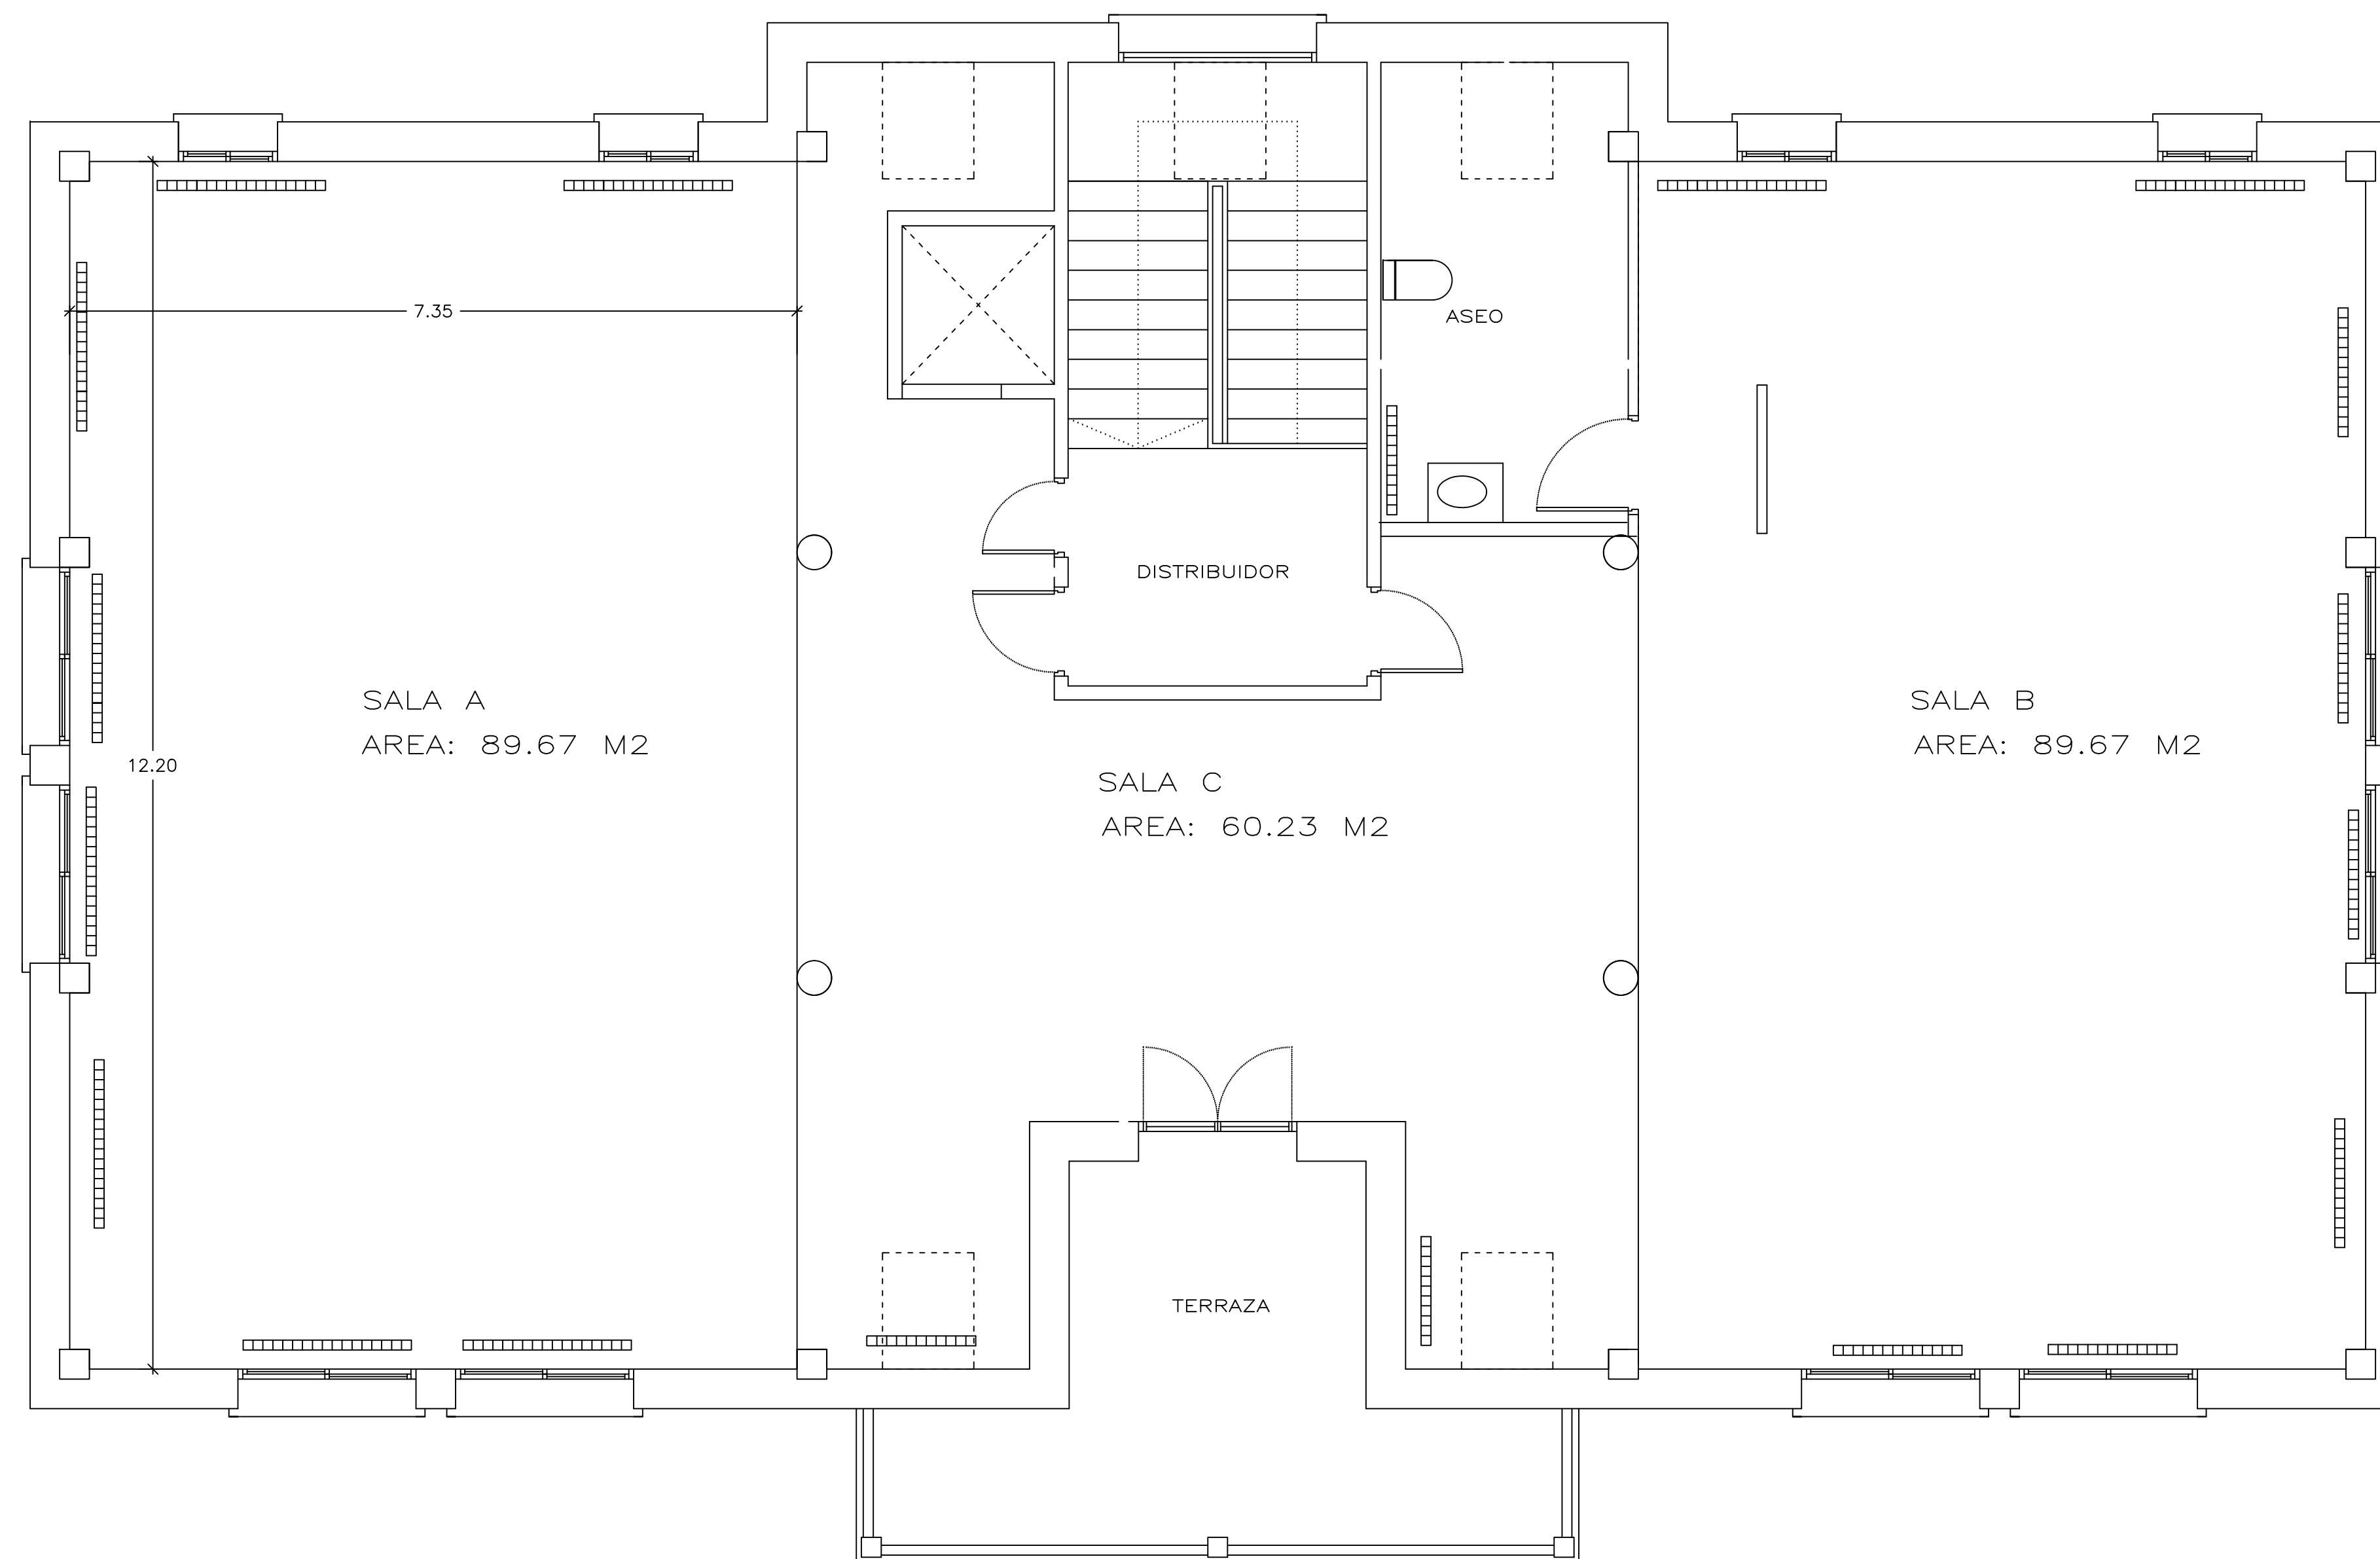 7.35
ASEO
DISTRIBUIDOR
SALA A
AREA: 89.67 M2
12.20
SALA B
AREA: 89.67 M2
SALA C
AREA: 60.23 M2
TERRAZA